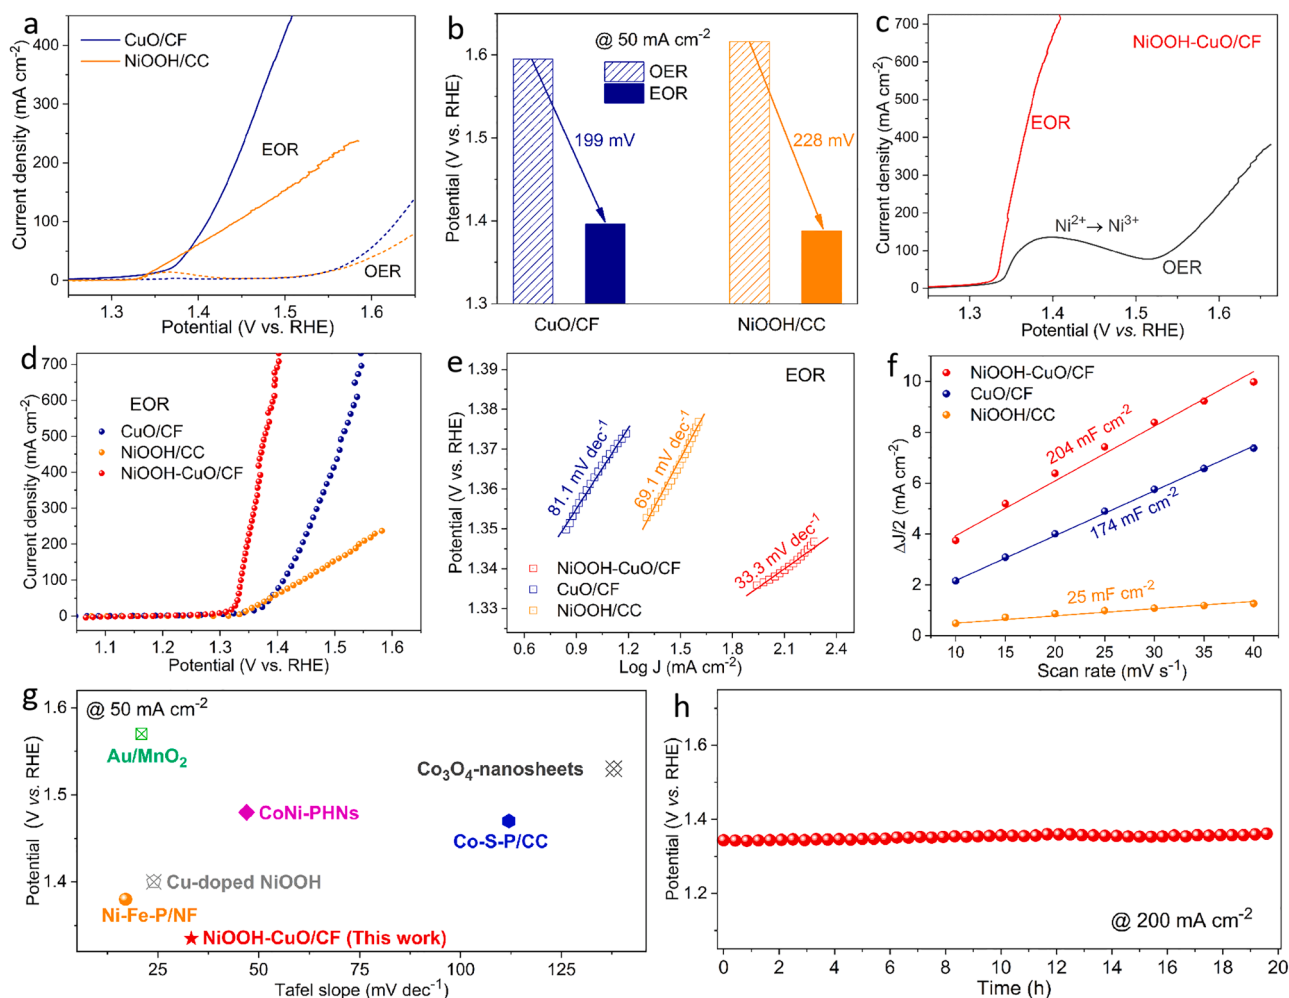 a
CuO/CF
NiOOH/CC
EOR
OER
Current density (mA cm⁻²)
400
300
200
100
0
1.3
1.4
1.5
1.6
Potential (V vs. RHE)
b
@ 50 mA cm⁻²
OER
EOR
199 mV
228 mV
Potential (V vs. RHE)
1.7
1.6
1.5
1.4
1.3
CuO/CF
NiOOH/CC
c
NiOOH-CuO/CF
EOR
Ni²⁺→ Ni³⁺
OER
Current density (mA cm⁻²)
700
600
500
400
300
200
100
0
1.3
1.4
1.5
1.6
Potential (V vs. RHE)
d
EOR
CuO/CF
NiOOH/CC
NiOOH-CuO/CF
Current density (mA cm⁻²)
700
600
500
400
300
200
100
0
1.1
1.2
1.3
1.4
1.5
1.6
Potential (V vs. RHE)
e
EOR
81.1 mV dec⁻¹
69.1 mV dec⁻¹
33.3 mV dec⁻¹
NiOOH-CuO/CF
CuO/CF
NiOOH/CC
Potential (V vs. RHE)
1.39
1.38
1.37
1.36
1.35
1.34
1.33
0.6
0.9
1.2
1.5
1.8
2.1
2.4
Log J (mA cm⁻²)
f
NiOOH-CuO/CF
CuO/CF
NiOOH/CC
204 mF cm⁻²
174 mF cm⁻²
25 mF cm⁻²
ΔJ/2 (mA cm⁻²)
10
8
6
4
2
0
10
15
20
25
30
35
40
Scan rate (mV s⁻¹)
g
@ 50 mA cm⁻²
Au/MnO₂
Co₃O₄-nanosheets
CoNi-PHNs
Co-S-P/CC
Cu-doped NiOOH
Ni-Fe-P/NF
NiOOH-CuO/CF (This work)
Potential (V vs. RHE)
1.6
1.5
1.4
25
50
75
100
125
Tafel slope (mV dec⁻¹)
h
@ 200 mA cm⁻²
Potential (V vs. RHE)
1.6
1.5
1.4
1.2
1.1
0
2
4
6
8
10
12
14
16
18
20
Time (h)